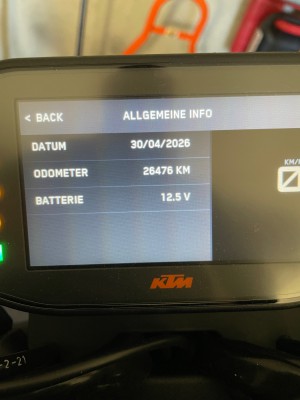 < BACK ALLGEMEINE INFO
DATUM 30/04/2026
ODOMETER 26476 KM
BATTERIE 12.5 V
KTM